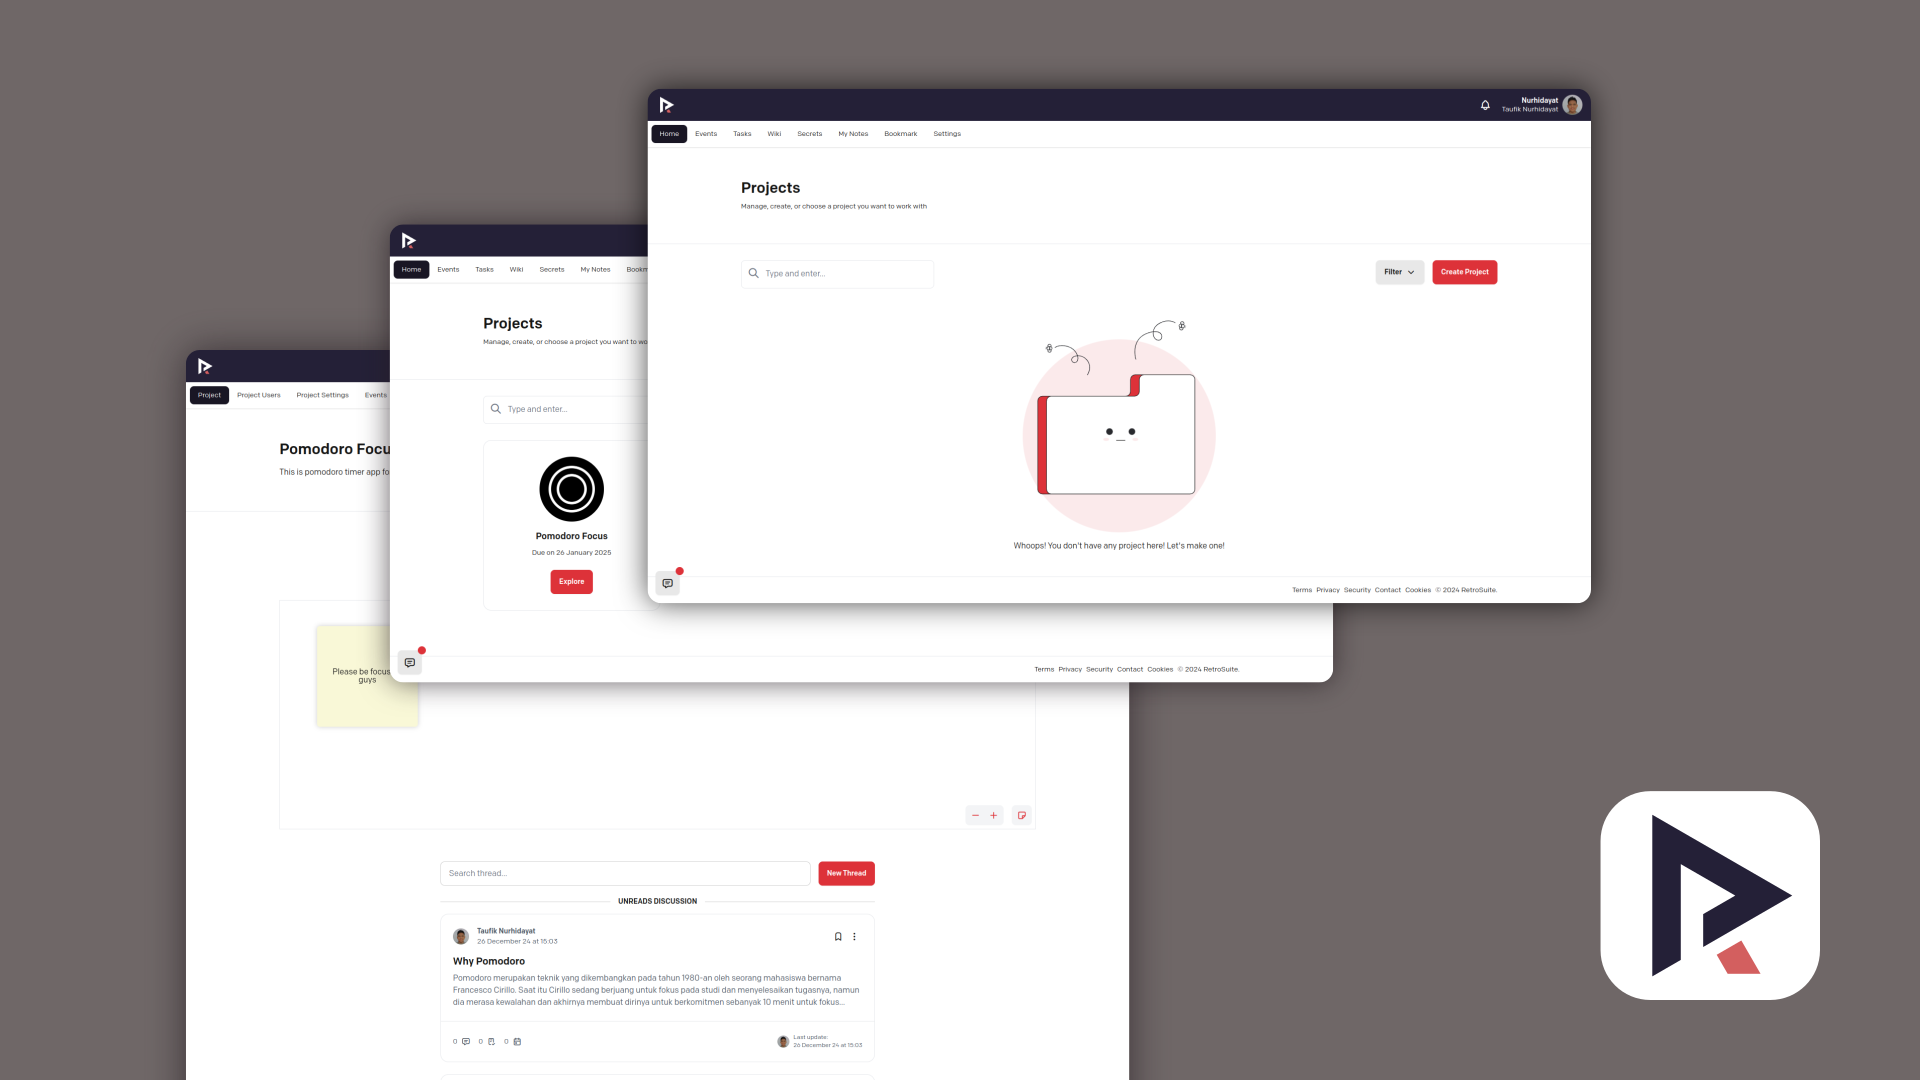 Nurhidayat
Taufik Nurhidayat
Home Events Tasks Wiki Secrets My Notes Bookmark Settings
Projects
Manage, create, or choose a project you want to work with
Type and enter...
Filter
Create Project
Whoops! You don't have any project here! Let's make one!
Terms Privacy Security Contact Cookies © 2024 RetroSuite.
Home Events Tasks Wiki Secrets My Notes Bookm
Projects
Manage, create, or choose a project you want to wo
Type and enter...
Pomodoro Focus
Due on 26 January 2025
Explore
Terms Privacy Security Contact Cookies © 2024 RetroSuite.
Project Project Users Project Settings Events
Pomodoro Focu
This is pomodoro timer app fo
Please be focus
guys
Search thread...
New Thread
UNREADS DISCUSSION
Taufik Nurhidayat
26 December 24 at 15:03
Why Pomodoro
Pomodoro merupakan teknik yang dikembangkan pada tahun 1980-an oleh seorang mahasiswa bernama
Francesco Cirillo. Saat itu Cirillo sedang berjuang untuk fokus pada studi dan menyelesaikan tugasnya, namun
dia merasa kewalahan dan akhirnya membuat dirinya untuk berkomitmen sebanyak 10 menit untuk fokus...
0 0 0
Last update:
26 December 24 at 15:03